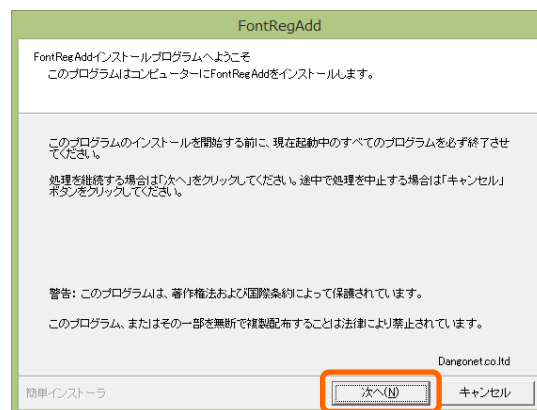 FontRegAdd
FontRegAddインストールプログラムへようこそ
このプログラムはコンピューターにFontRegAddをインストールします。
このプログラムのインストールを開始する前に、現在起動中のすべてのプログラムを必ず終了させ
てください。
処理を継続する場合は「次へ」をクリックしてください。途中で処理を中止する場合は「キャンセル」
ボタンをクリックしてください。
警告: このプログラムは、著作権法および国際条約によって保護されています。
このプログラム、またはその一部を無断で複製配布することは法律により禁止されています。
Dangonet.co.ltd
簡単インストーラ
次へ(N)
キャンセル